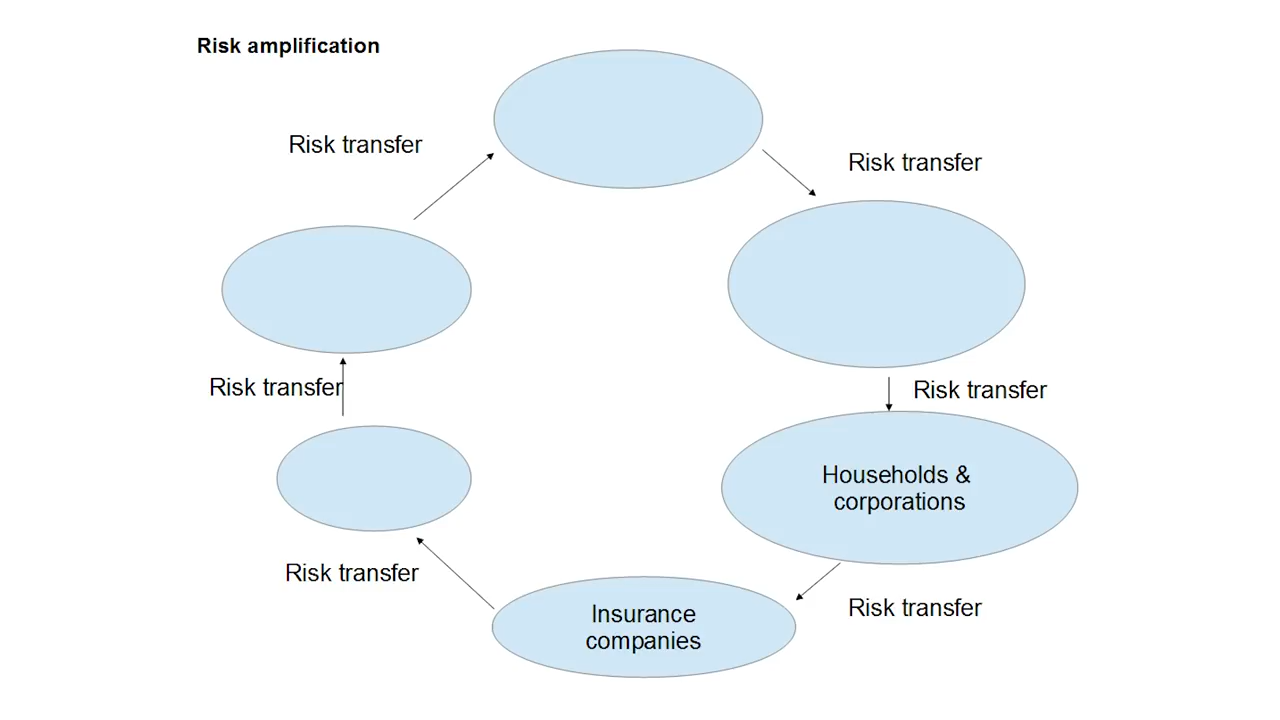 Risk amplification
Risk transfer
Risk transfer
Risk transfer
Risk transfer
Households &
corporations
Risk transfer
Risk transfer
Insurance
companies